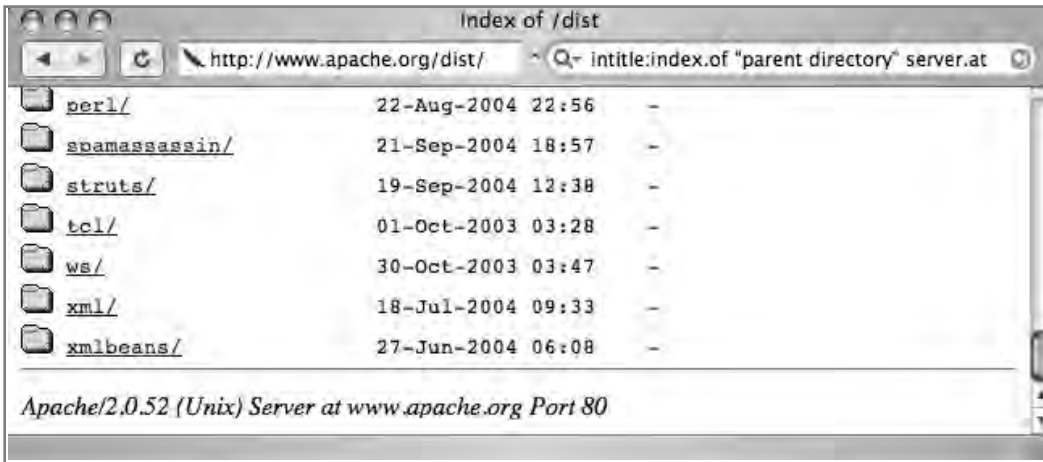 Index of /dist
http://www.apache.org/dist/ intitle:index.of "parent directory" server.at
perl/ 22-Aug-2004 22:56 -
spamassassin/ 21-Sep-2004 18:57 -
struts/ 19-Sep-2004 12:38 -
tcl/ 01-Oct-2003 03:28 -
ws/ 30-Oct-2003 03:47 -
xml/ 18-Jul-2004 09:33 -
xmlbeans/ 27-Jun-2004 06:08 -
Apache/2.0.52 (Unix) Server at www.apache.org Port 80